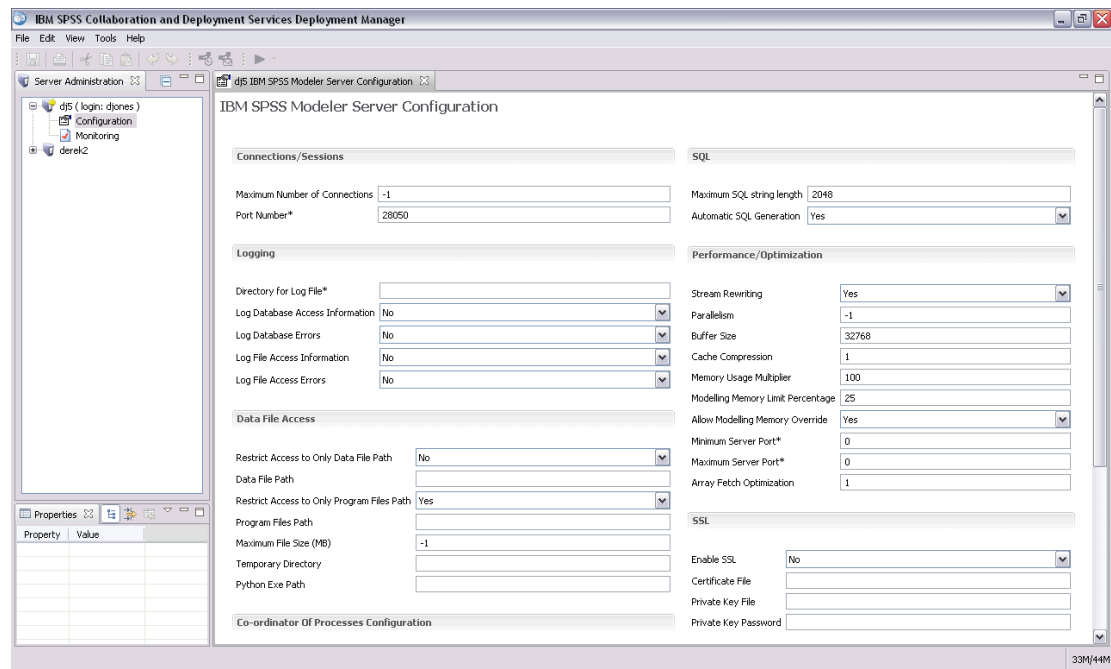 IBM SPSS Collaboration and Deployment Services Deployment Manager
File Edit View Tools Help
Server Administration
dj5 ( login: djones )
Configuration
Monitoring
derek2
Properties
Property Value
dj5 IBM SPSS Modeler Server Configuration
IBM SPSS Modeler Server Configuration
Connections/Sessions
Maximum Number of Connections -1
Port Number* 28050
Logging
Directory for Log File*
Log Database Access Information No
Log Database Errors No
Log File Access Information No
Log File Access Errors No
Data File Access
Restrict Access to Only Data File Path No
Data File Path
Restrict Access to Only Program Files Path Yes
Program Files Path
Maximum File Size (MB) -1
Temporary Directory
Python Exe Path
Co-ordinator Of Processes Configuration
SQL
Maximum SQL string length 2048
Automatic SQL Generation Yes
Performance/Optimization
Stream Rewriting Yes
Parallelism -1
Buffer Size 32768
Cache Compression 1
Memory Usage Multiplier 100
Modelling Memory Limit Percentage 25
Allow Modelling Memory Override Yes
Minimum Server Port* 0
Maximum Server Port* 0
Array Fetch Optimization 1
SSL
Enable SSL No
Certificate File
Private Key File
Private Key Password
33M/44M